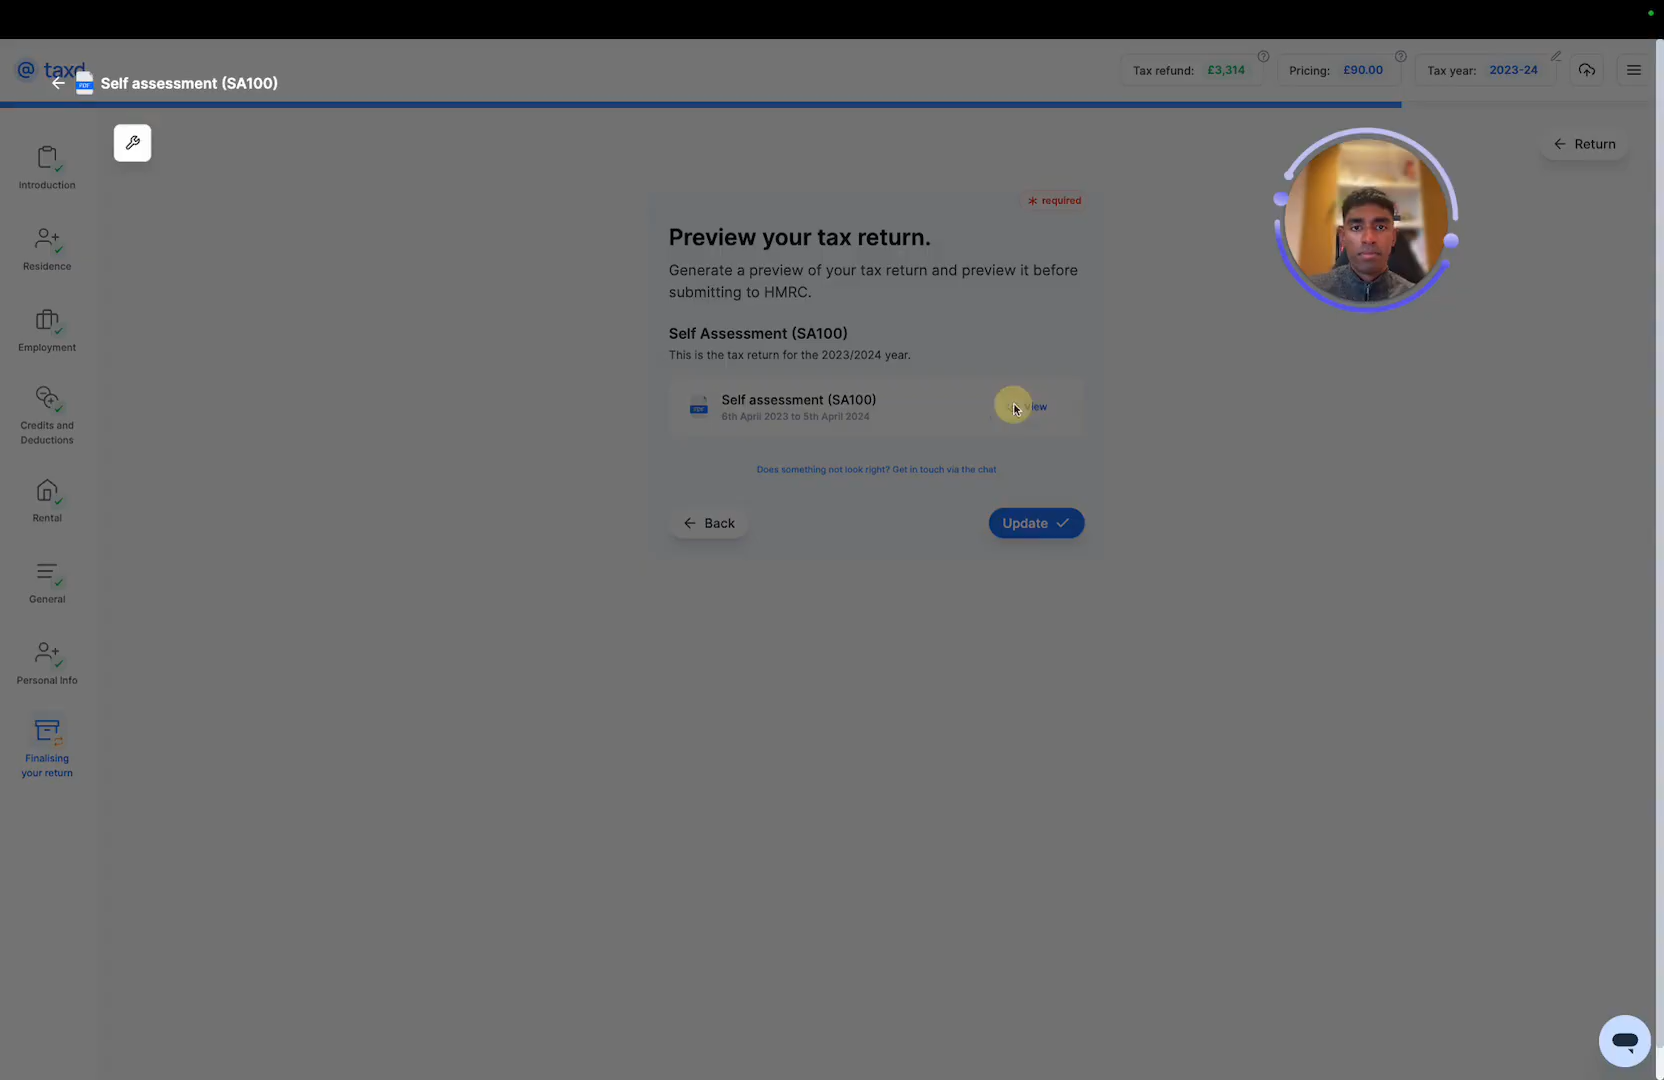 taxd
Self assessment (SA100)
Tax refund: £3,314
Pricing: £90.00
Tax year: 2023-24
Return
Introduction
Residence
Employment
Credits and
Deductions
Rental
General
Personal Info
Finalising
your return
* required
Preview your tax return.
Generate a preview of your tax return and preview it before
submitting to HMRC.
Self Assessment (SA100)
This is the tax return for the 2023/2024 year.
PDF
Self assessment (SA100)
6th April 2023 to 5th April 2024
Does something not look right? Get in touch via the chat
Back
Update